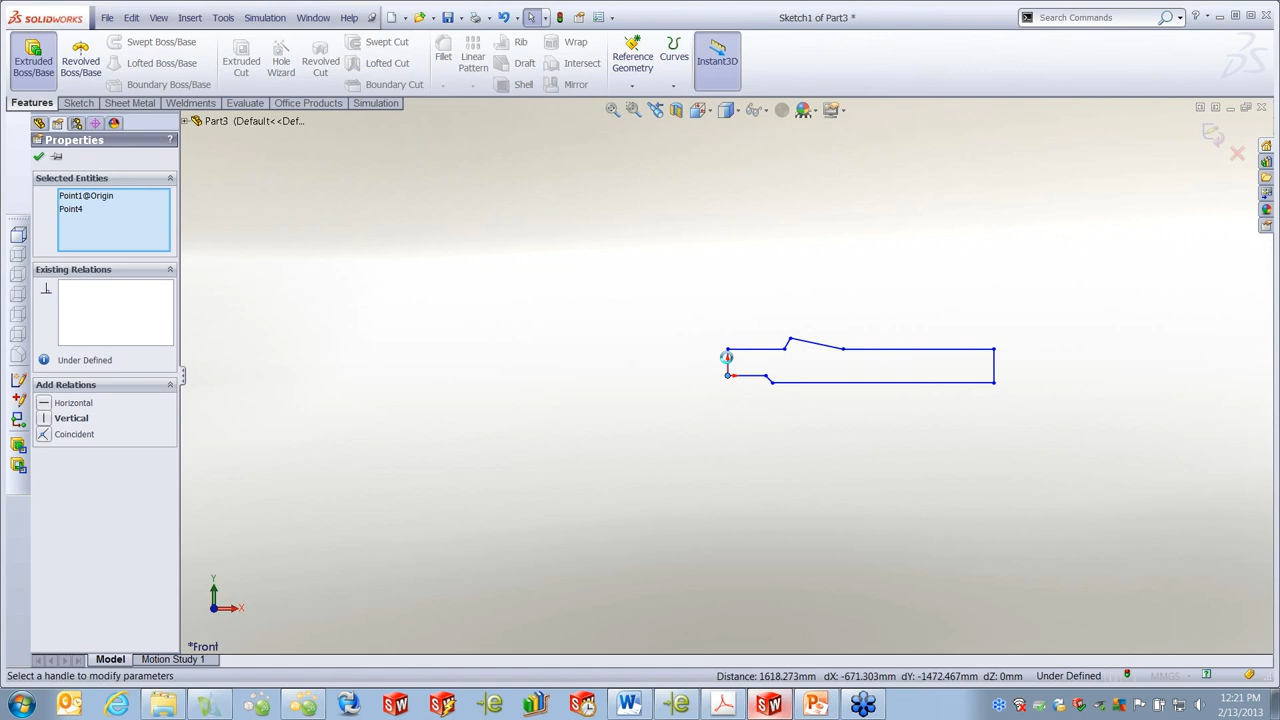 SOLIDWORKS File Edit View Insert Tools Simulation Window Help Sketch1 of Part3 * Search Commands
Extruded Boss/Base
Revolved Boss/Base
Swept Boss/Base
Lofted Boss/Base
Boundary Boss/Base
Extruded Cut
Hole Wizard
Revolved Cut
Swept Cut
Lofted Cut
Boundary Cut
Fillet
Linear Pattern
Rib
Draft
Shell
Wrap
Intersect
Mirror
Reference Geometry
Curves
Instant3D
Features Sketch Sheet Metal Weldments Evaluate Office Products Simulation
Part3 (Default<<Def...
Properties ?
Selected Entities
Point1@Origin
Point4
Existing Relations
Under Defined
Add Relations
Horizontal
Vertical
Coincident
Y
X
*Front
Model Motion Study 1
Select a handle to modify parameters Distance: 1618.273mm dX: -671.303mm dY: -1472.467mm dZ: 0mm Under Defined MMGS
12:21 PM
2/13/2013